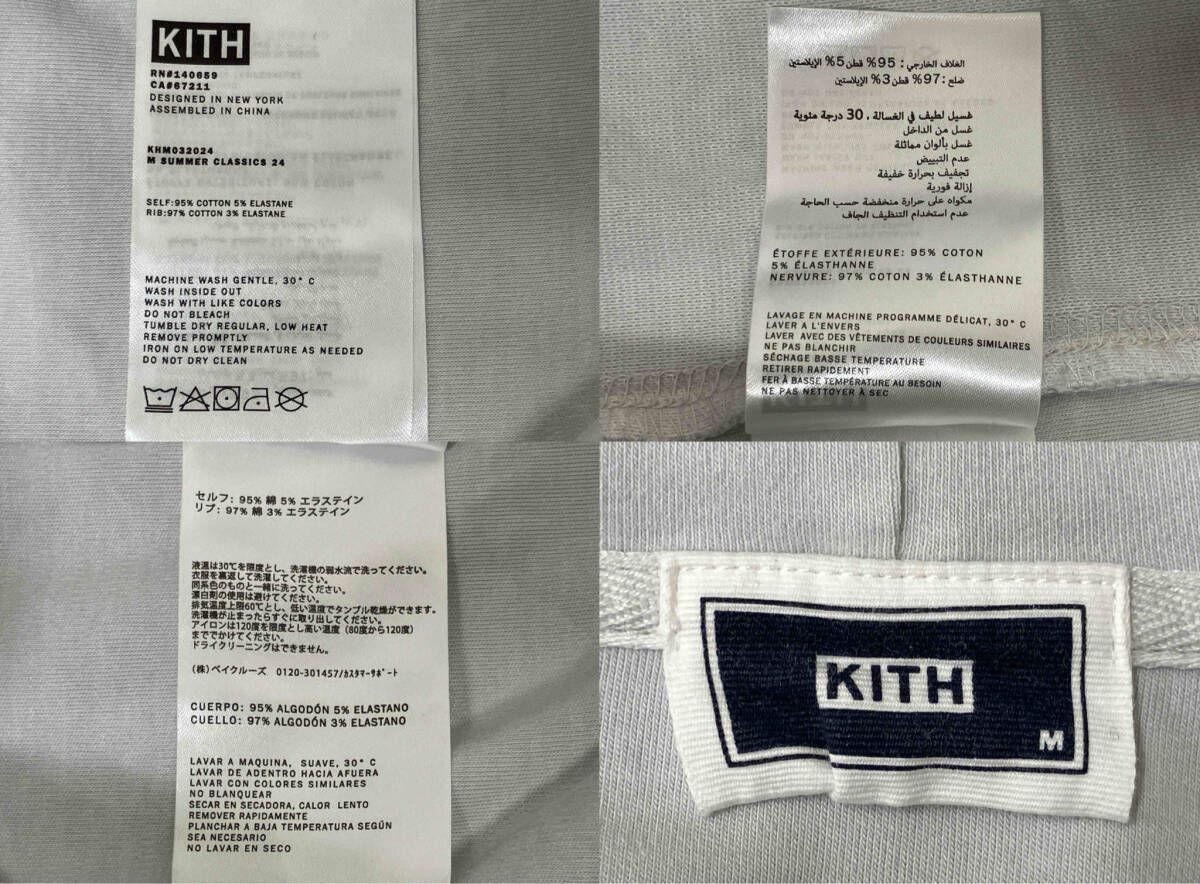 KITH
RN#140659
CA#67211
DESIGNED IN NEW YORK
ASSEMBLED IN CHINA
KHM032024
M SUMMER CLASSICS 24
SELF:95% COTTON 5% ELASTANE
RIB:97% COTTON 3% ELASTANE
MACHINE WASH GENTLE, 30° C
WASH INSIDE OUT
WASH WITH LIKE COLORS
DO NOT BLEACH
TUMBLE DRY REGULAR, LOW HEAT
REMOVE PROMPTLY
IRON ON LOW TEMPERATURE AS NEEDED
DO NOT DRY CLEAN
الغلاف الخارجي: 95% قطن 5% الإيلاستين
ضلع: 97% قطن 3% الإيلاستين
غسيل لطيف في الغسالة، 30 درجة مئوية
غسل من الداخل
غسل بألوان مماثلة
عدم التبييض
تجفيف بحرارة خفيفة
إزالة فورية
مكواه على حرارة منخفضة حسب الحاجة
عدم استخدام التنظيف الجاف
ÉTOFFE EXTÉRIEURE: 95% COTON
5% ÉLASTHANNE
NERVURE: 97% COTON 3% ÉLASTHANNE
LAVAGE EN MACHINE PROGRAMME DÉLICAT, 30° C
LAVER A L'ENVERS
LAVER AVEC DES VÊTEMENTS DE COULEURS SIMILAIRES
NE PAS BLANCHIR
SÉCHAGE BASSE TEMPERATURE
RETIRER RAPIDEMENT
FER À BASSE TEMPÉRATURE AU BESOIN
NE PAS NETTOYER À SEC
セルフ: 95% 綿 5% エラステイン
リブ: 97% 綿 3% エラステイン
液温は30℃を限度とし、洗濯機の弱水流で洗ってください。
衣服を裏返して洗濯してください。
同系色のものと一緒に洗ってください。
漂白剤の使用は避けてください。
排気温度上限60℃とし、低い温度でタンブル乾燥ができます。
洗濯機が止まったらすぐに取り出してください。
アイロンは120度を限度とし高い温度（80度から120度）
まででかけてください。
ドライクリーニングはできません。
(株)ベイクルーズ 0120-301457/ｶｽﾀﾏｰｻﾎﾟｰﾄ
CUERPO: 95% ALGODÓN 5% ELASTANO
CUELLO: 97% ALGODÓN 3% ELASTANO
LAVAR A MAQUINA, SUAVE, 30° C
LAVAR DE ADENTRO HACIA AFUERA
LAVAR CON COLORES SIMILARES
NO BLANQUEAR
SECAR EN SECADORA, CALOR LENTO
REMOVER RAPIDAMENTE
PLANCHAR A BAJA TEMPERATURA SEGÚN
SEA NECESARIO
NO LAVAR EN SECO
KITH
M